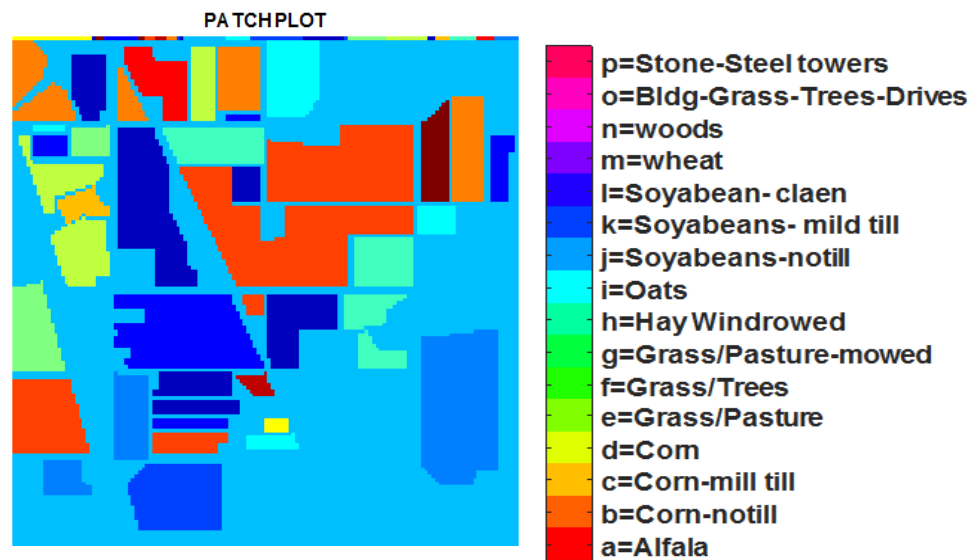 PATCHPLOT
p=Stone-Steel towers
o=Bldg-Grass-Trees-Drives
n=woods
m=wheat
l=Soyabean- claen
k=Soyabeans- mild till
j=Soyabeans-notill
i=Oats
h=Hay Windrowed
g=Grass/Pasture-mowed
f=Grass/Trees
e=Grass/Pasture
d=Corn
c=Corn-mill till
b=Corn-notill
a=Alfala